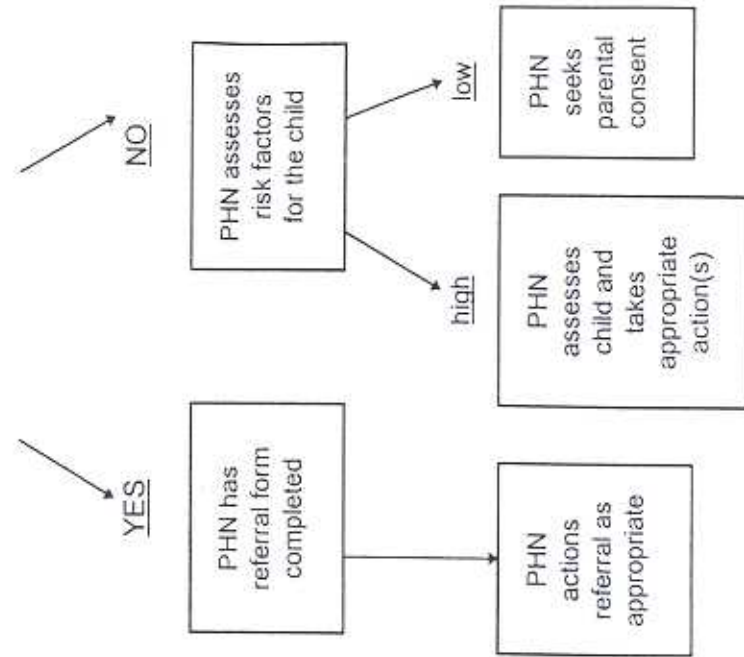 YES
NO
PHN has
referral form
completed
PHN assesses
risk factors
for the child
high
low
PHN
actions
referral as
appropriate
PHN
assesses
child and
takes
appropriate
action(s)
PHN
seeks
parental
consent